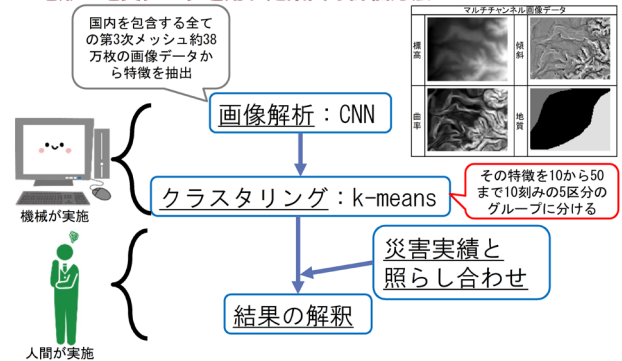 国内を包含する全て
の第3次メッシュ約38
万枚の画像データか
ら特徴を抽出
マルチチャンネル画像データ
標高
傾斜
曲率
地質
画像解析：CNN
クラスタリング：k-means
その特徴を10から50
まで10刻みの5区分の
グループに分ける
機械が実施
災害実績と
照らし合わせ
結果の解釈
人間が実施